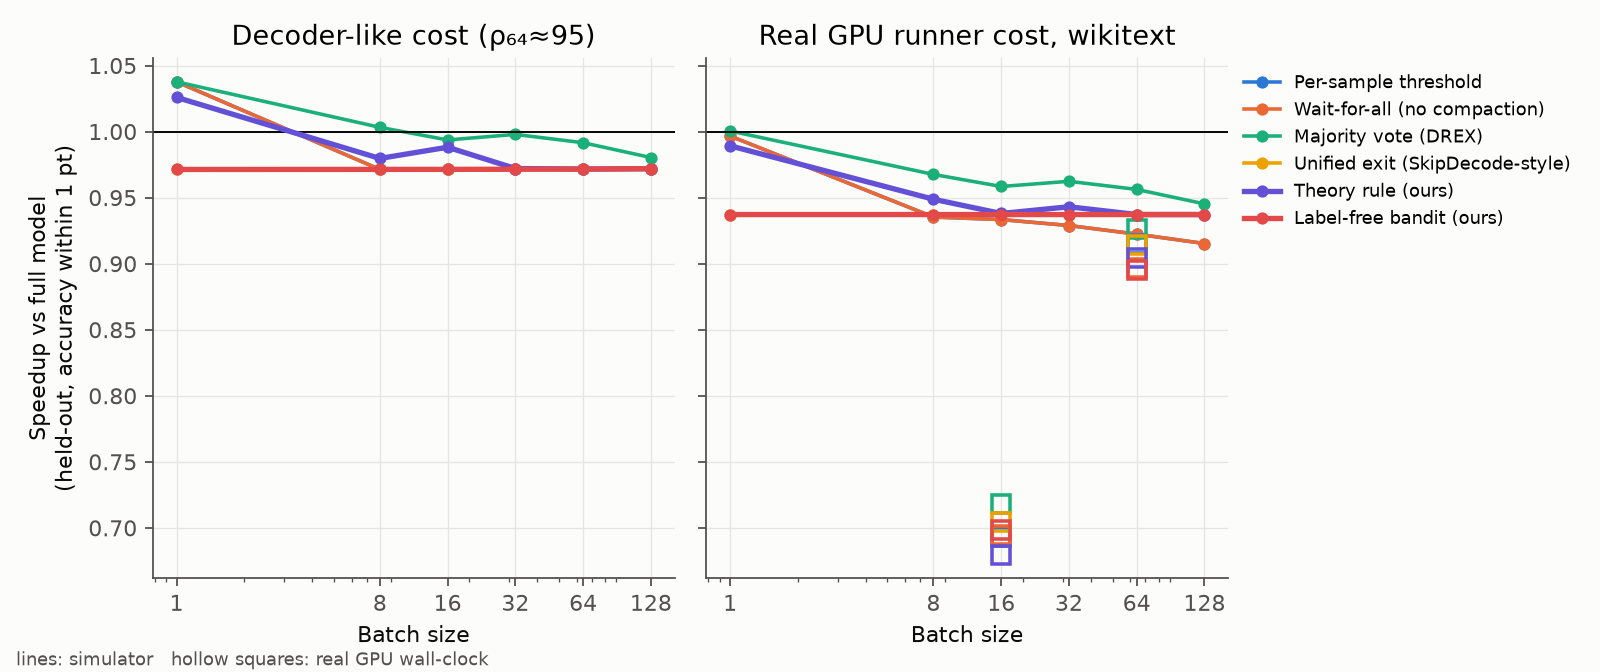 Decoder-like cost (ρ₆₄≈95)
Real GPU runner cost, wikitext
Speedup vs full model
(held-out, accuracy within 1 pt)
1.05
1.00
0.95
0.90
0.85
0.80
0.75
0.70
1 8 16 32 64 128
Batch size
1 8 16 32 64 128
Batch size
Per-sample threshold
Wait-for-all (no compaction)
Majority vote (DREX)
Unified exit (SkipDecode-style)
Theory rule (ours)
Label-free bandit (ours)
lines: simulator hollow squares: real GPU wall-clock